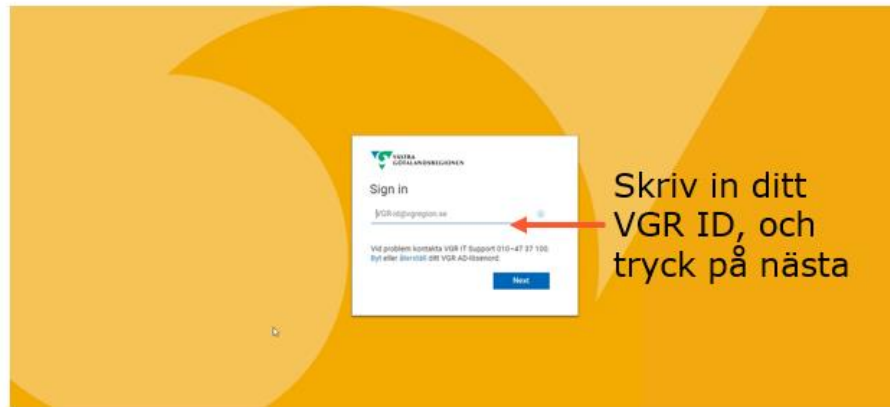 VÄSTRA
GÖTALANDSREGIONEN
Sign in
VGR-id@vgregion.se
Skriv in ditt
VGR ID, och
tryck på nästa
Vid problem kontakta VGR IT Support 010-47 37 100.
Byt eller återställ ditt VGR AD-lösenord.
Next